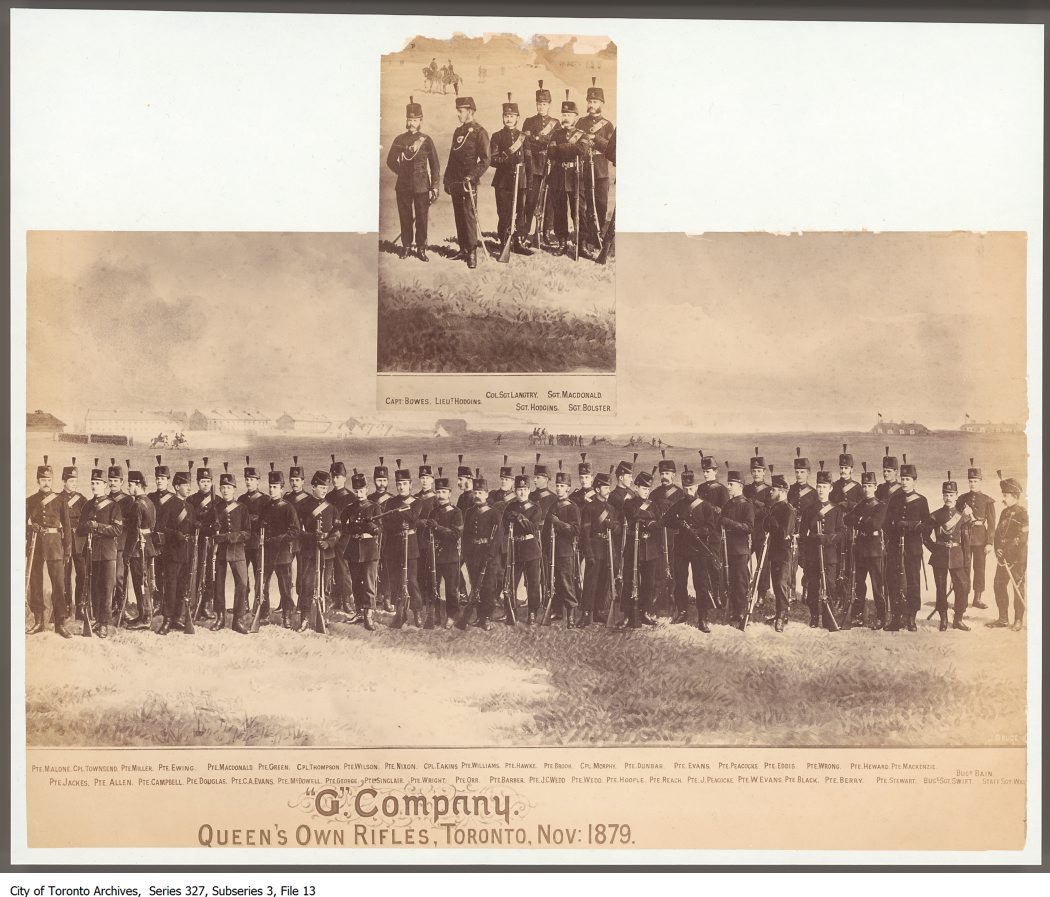 CAPT: BOWES. LIEUT: HODGINS. COL. SGT. LANGTRY. SGT. MACDONALD.
SGT. HODGINS. SGT. BOLSTER.
PTE. MALONE. CPL. TOWNSEND. PTE. MILLER. PTE. EWING. PTE. MACDONALD. PTE. GREEN. CPL. THOMPSON. PTE. WILSON. PTE. NIXON. CPL. EAKINS. PTE. WILLIAMS. PTE. HAWKE. PTE. BROOK. CPL. MORPHY. PTE. DUNBAR. PTE. EVANS. PTE. PEACOCKE. PTE. EDDIS. PTE. WRONG. PTE. HEWARD. PTE. MACKENZIE.
BUGR. BAIN.
PTE. JACKES. PTE. ALLEN. PTE. CAMPBELL. PTE. DOUGLAS. PTE. C.A. EVANS. PTE. MCDOWELL. PTE. GEORGE. PTE. SINCLAIR. PTE. WRIGHT. PTE. ORR. PTE. BARBER. PTE. J.C. WEDD. PTE. WEDD. PTE. HOOPLE. PTE. REACH. PTE. J. PEACOCKE. PTE. W. EVANS. PTE. BLACK. PTE. BERRY. PTE. STEWART. BUGR. SGT. SWIFT. STAFF SGT.
"G". COMPANY.
QUEEN'S OWN RIFLES, TORONTO, NOV: 1879.
City of Toronto Archives, Series 327, Subseries 3, File 13